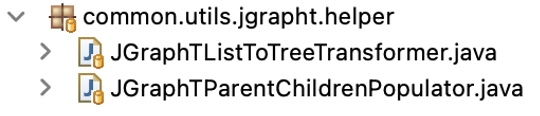 common.utils.jgrapht.helper
JGraphTListToTreeTransformer.java
JGraphTParentChildrenPopulator.java